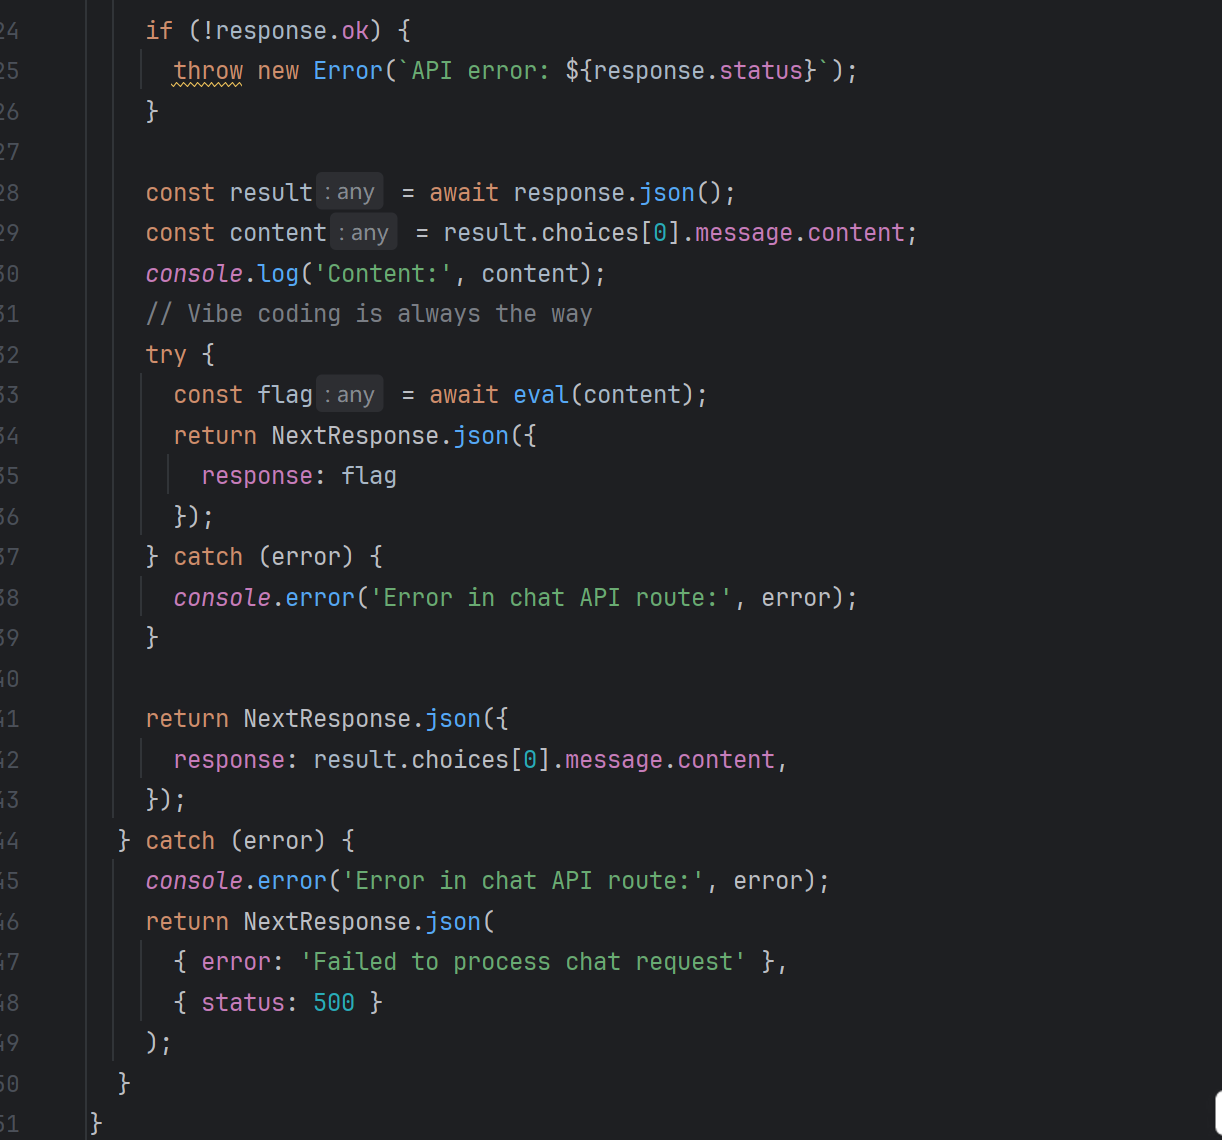 24 if (!response.ok) {
25 throw new Error(`API error: ${response.status}`);
26 }
27
28 const result : any = await response.json();
29 const content : any = result.choices[0].message.content;
30 console.log('Content:', content);
31 // Vibe coding is always the way
32 try {
33 const flag : any = await eval(content);
34 return NextResponse.json({
35 response: flag
36 });
37 } catch (error) {
38 console.error('Error in chat API route:', error);
39 }
40
41 return NextResponse.json({
42 response: result.choices[0].message.content,
43 });
44 } catch (error) {
45 console.error('Error in chat API route:', error);
46 return NextResponse.json(
47 { error: 'Failed to process chat request' },
48 { status: 500 }
49 );
50 }
51 }